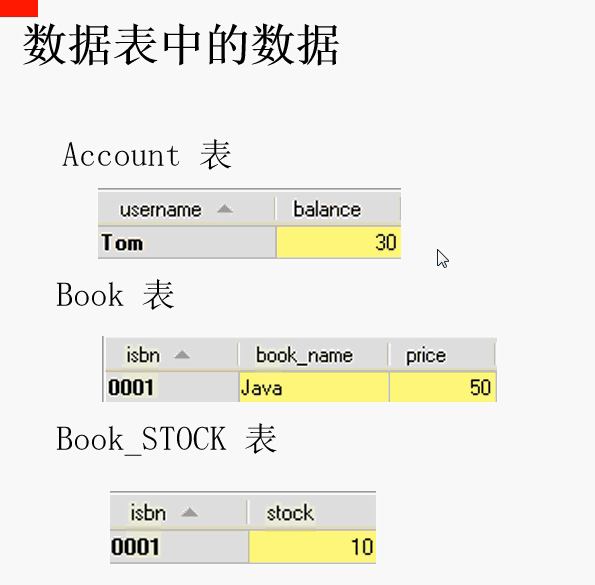 数据表中的数据
Account 表
username balance
Tom 30
Book 表
isbn book_name price
0001 Java 50
Book_STOCK 表
isbn stock
0001 10